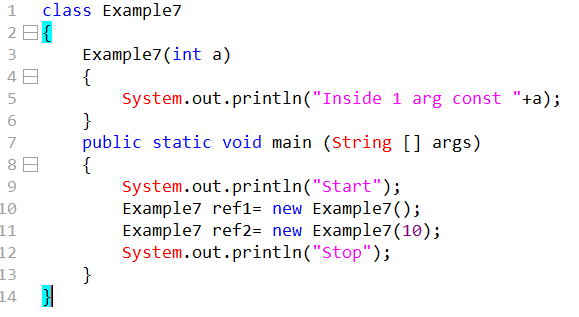 1 class Example7
2 {
3 Example7(int a)
4 {
5 System.out.println("Inside 1 arg const "+a);
6 }
7 public static void main (String [] args)
8 {
9 System.out.println("Start");
10 Example7 ref1= new Example7();
11 Example7 ref2= new Example7(10);
12 System.out.println("Stop");
13 }
14 }